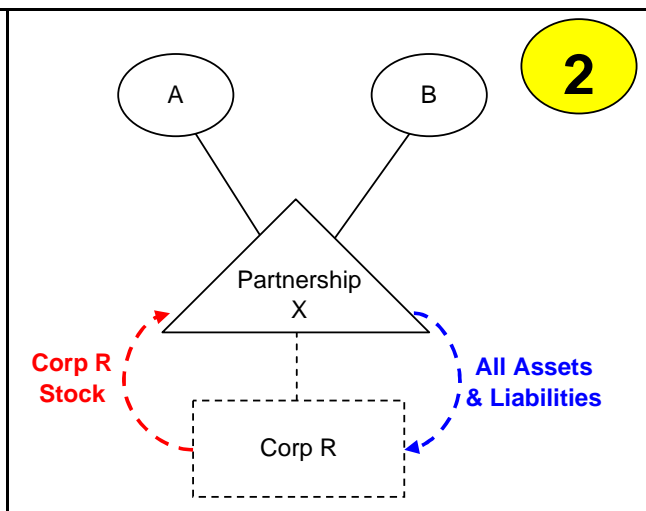 2
A
B
Partnership
X
Corp R
Stock
All Assets
& Liabilities
Corp R